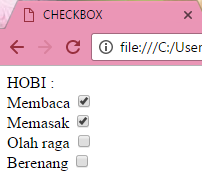 CHECKBOX
file:///C:/User
HOBI :
Membaca
Memasak
Olah raga
Berenang